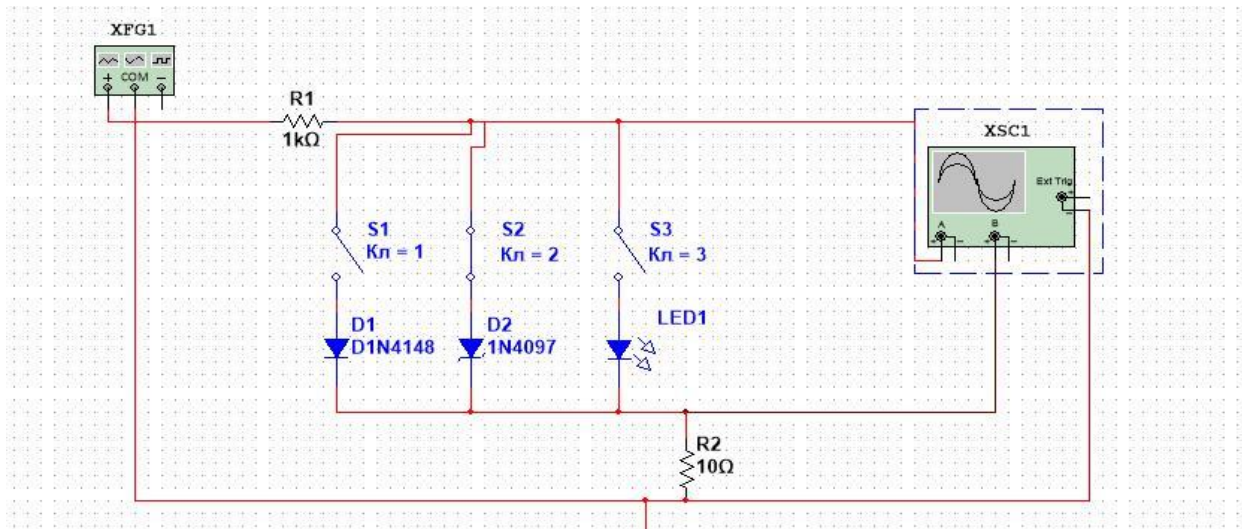 XFG1
+ COM −
R1
1kΩ
XSC1
Ext Trig
+
−
A
B
+ − + −
S1
Кл = 1
S2
Кл = 2
S3
Кл = 3
D1
D1N4148
D2
1N4097
LED1
R2
10Ω